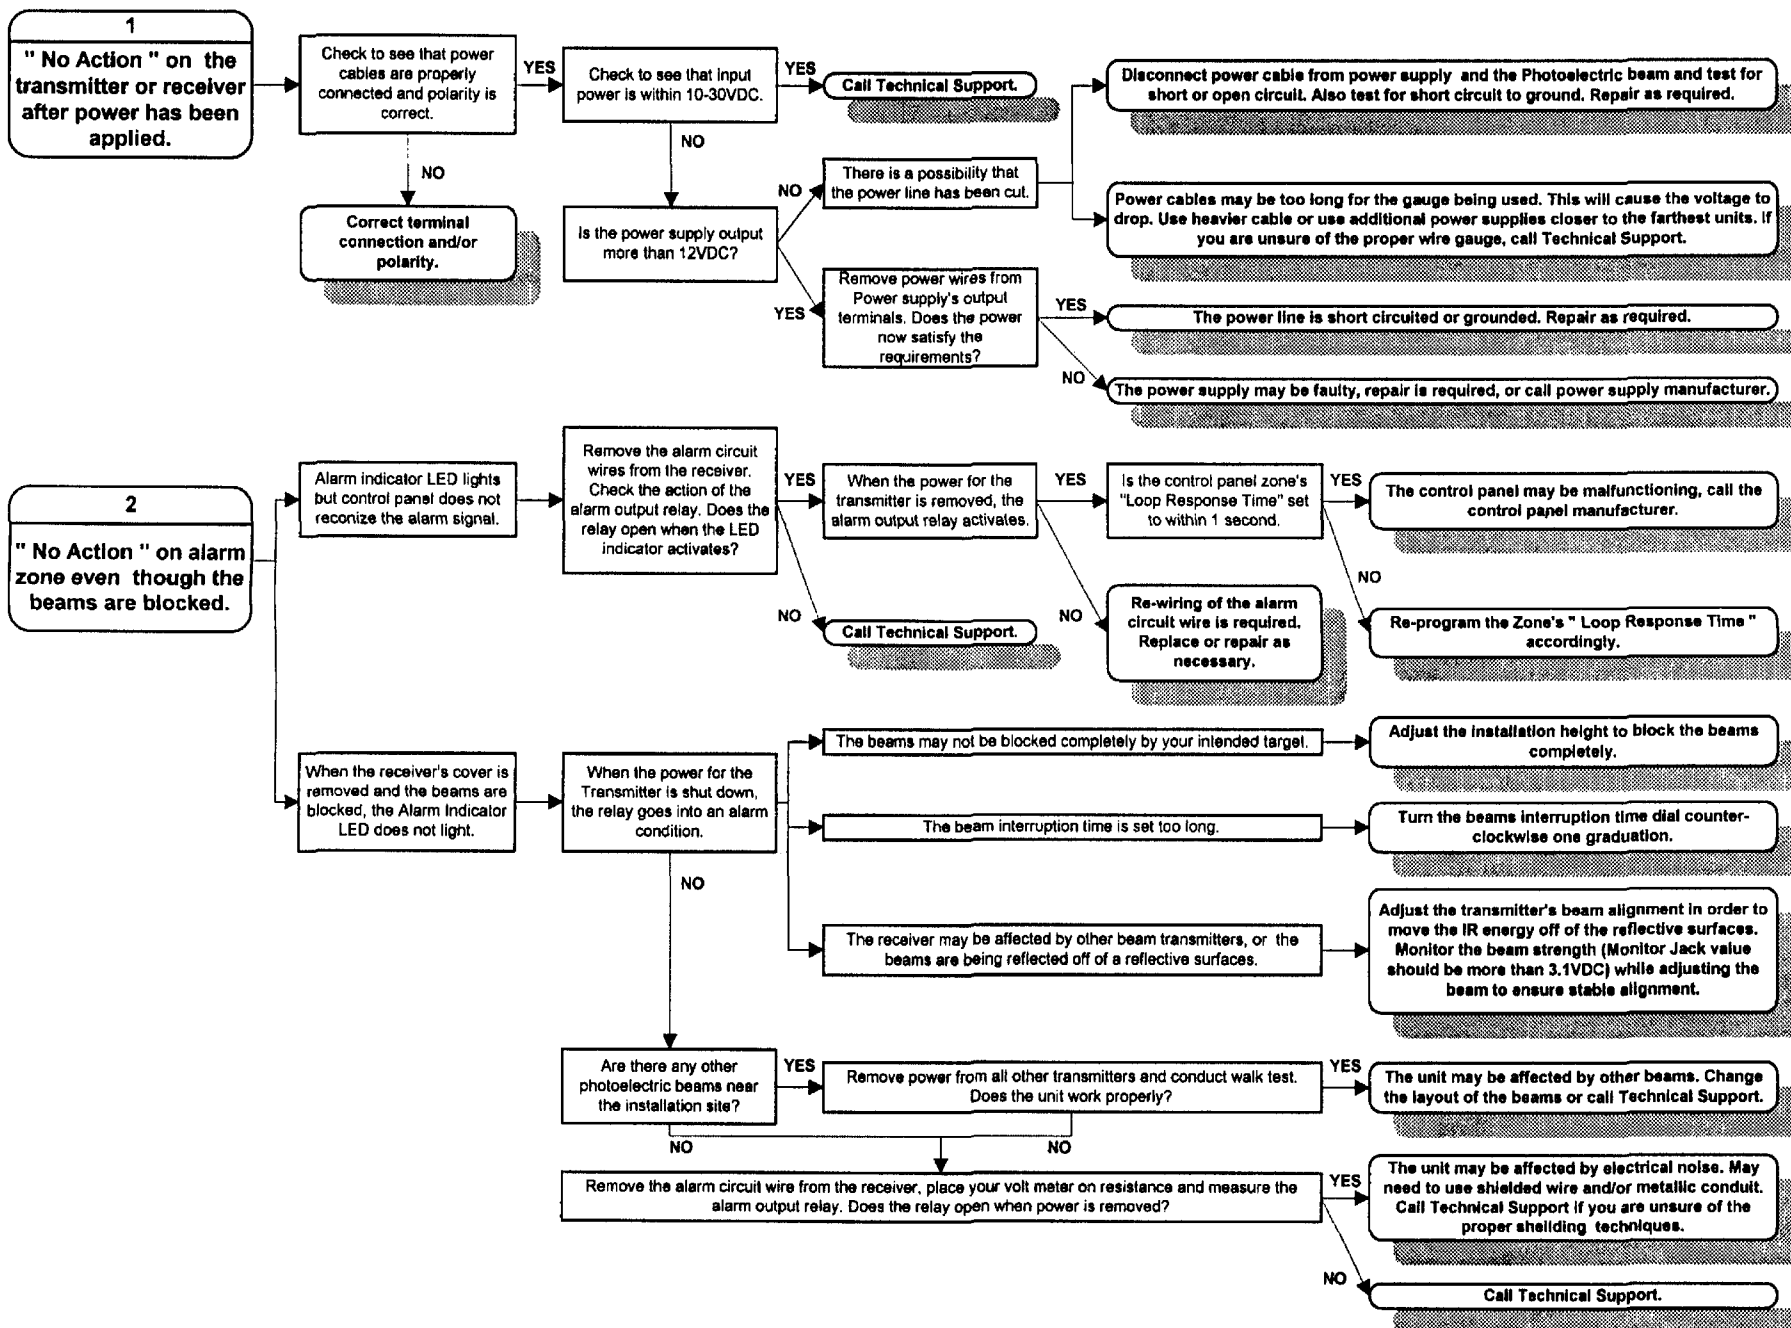 1
" No Action " on the
transmitter or receiver
after power has been
applied.
Check to see that power
cables are properly
connected and polarity is
correct.
YES
NO
Correct terminal
connection and/or
polarity.
Check to see that input
power is within 10-30VDC.
YES
Call Technical Support.
NO
Is the power supply output
more than 12VDC?
NO
There is a possibility that
the power line has been cut.
Disconnect power cable from power supply and the Photoelectric beam and test for
short or open circuit. Also test for short circuit to ground. Repair as required.
Power cables may be too long for the gauge being used. This will cause the voltage to
drop. Use heavier cable or use additional power supplies closer to the farthest units. If
you are unsure of the proper wire gauge, call Technical Support.
YES
Remove power wires from
Power supply's output
terminals. Does the power
now satisfy the
requirements?
YES
The power line is short circuited or grounded. Repair as required.
NO
The power supply may be faulty, repair is required, or call power supply manufacturer.
2
" No Action " on alarm
zone even though the
beams are blocked.
Alarm indicator LED lights
but control panel does not
reconize the alarm signal.
Remove the alarm circuit
wires from the receiver.
Check the action of the
alarm output relay. Does the
relay open when the LED
indicator activates?
YES
When the power for the
transmitter is removed, the
alarm output relay activates.
YES
Is the control panel zone's
"Loop Response Time" set
to within 1 second.
YES
The control panel may be malfunctioning, call the
control panel manufacturer.
NO
Re-program the Zone's " Loop Response Time "
accordingly.
NO
Re-wiring of the alarm
circuit wire is required.
Replace or repair as
necessary.
NO
Call Technical Support.
When the receiver's cover is
removed and the beams are
blocked, the Alarm Indicator
LED does not light.
When the power for the
Transmitter is shut down,
the relay goes into an alarm
condition.
The beams may not be blocked completely by your intended target.
Adjust the installation height to block the beams
completely.
The beam interruption time is set too long.
Turn the beams interruption time dial counter-
clockwise one graduation.
The receiver may be affected by other beam transmitters, or the
beams are being reflected off of a reflective surfaces.
Adjust the transmitter's beam alignment in order to
move the IR energy off of the reflective surfaces.
Monitor the beam strength (Monitor Jack value
should be more than 3.1VDC) while adjusting the
beam to ensure stable alignment.
NO
Are there any other
photoelectric beams near
the installation site?
YES
Remove power from all other transmitters and conduct walk test.
Does the unit work properly?
YES
The unit may be affected by other beams. Change
the layout of the beams or call Technical Support.
NO
NO
Remove the alarm circuit wire from the receiver, place your volt meter on resistance and measure the
alarm output relay. Does the relay open when power is removed?
YES
The unit may be affected by electrical noise. May
need to use shielded wire and/or metallic conduit.
Call Technical Support if you are unsure of the
proper sheilding techniques.
NO
Call Technical Support.